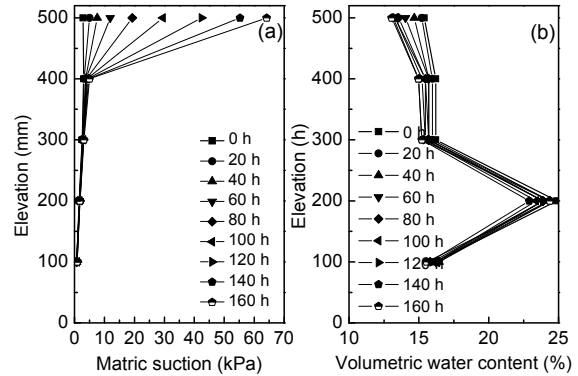 500
400
300
200
100
0
Elevation (mm)
(a)
0 h
20 h
40 h
60 h
80 h
100 h
120 h
140 h
160 h
0 10 20 30 40 50 60 70
Matric suction (kPa)
500
400
300
200
100
0
Elevation (h)
(b)
0 h
20 h
40 h
60 h
80 h
100 h
120 h
140 h
160 h
10 15 20 25
Volumetric water content (%)